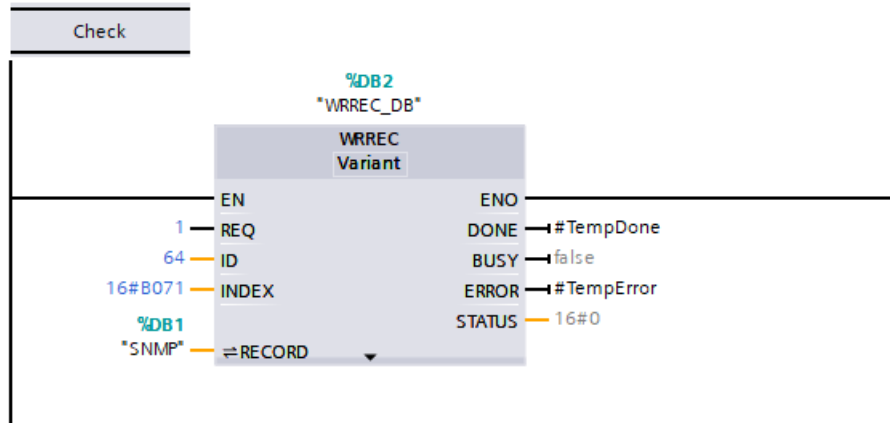 Check
%DB2
"WRREC_DB"
WRREC
Variant
EN ENO
1 REQ DONE #TempDone
64 ID BUSY false
16#B071 INDEX ERROR #TempError
%DB1 STATUS 16#0
"SNMP" ⇌RECORD